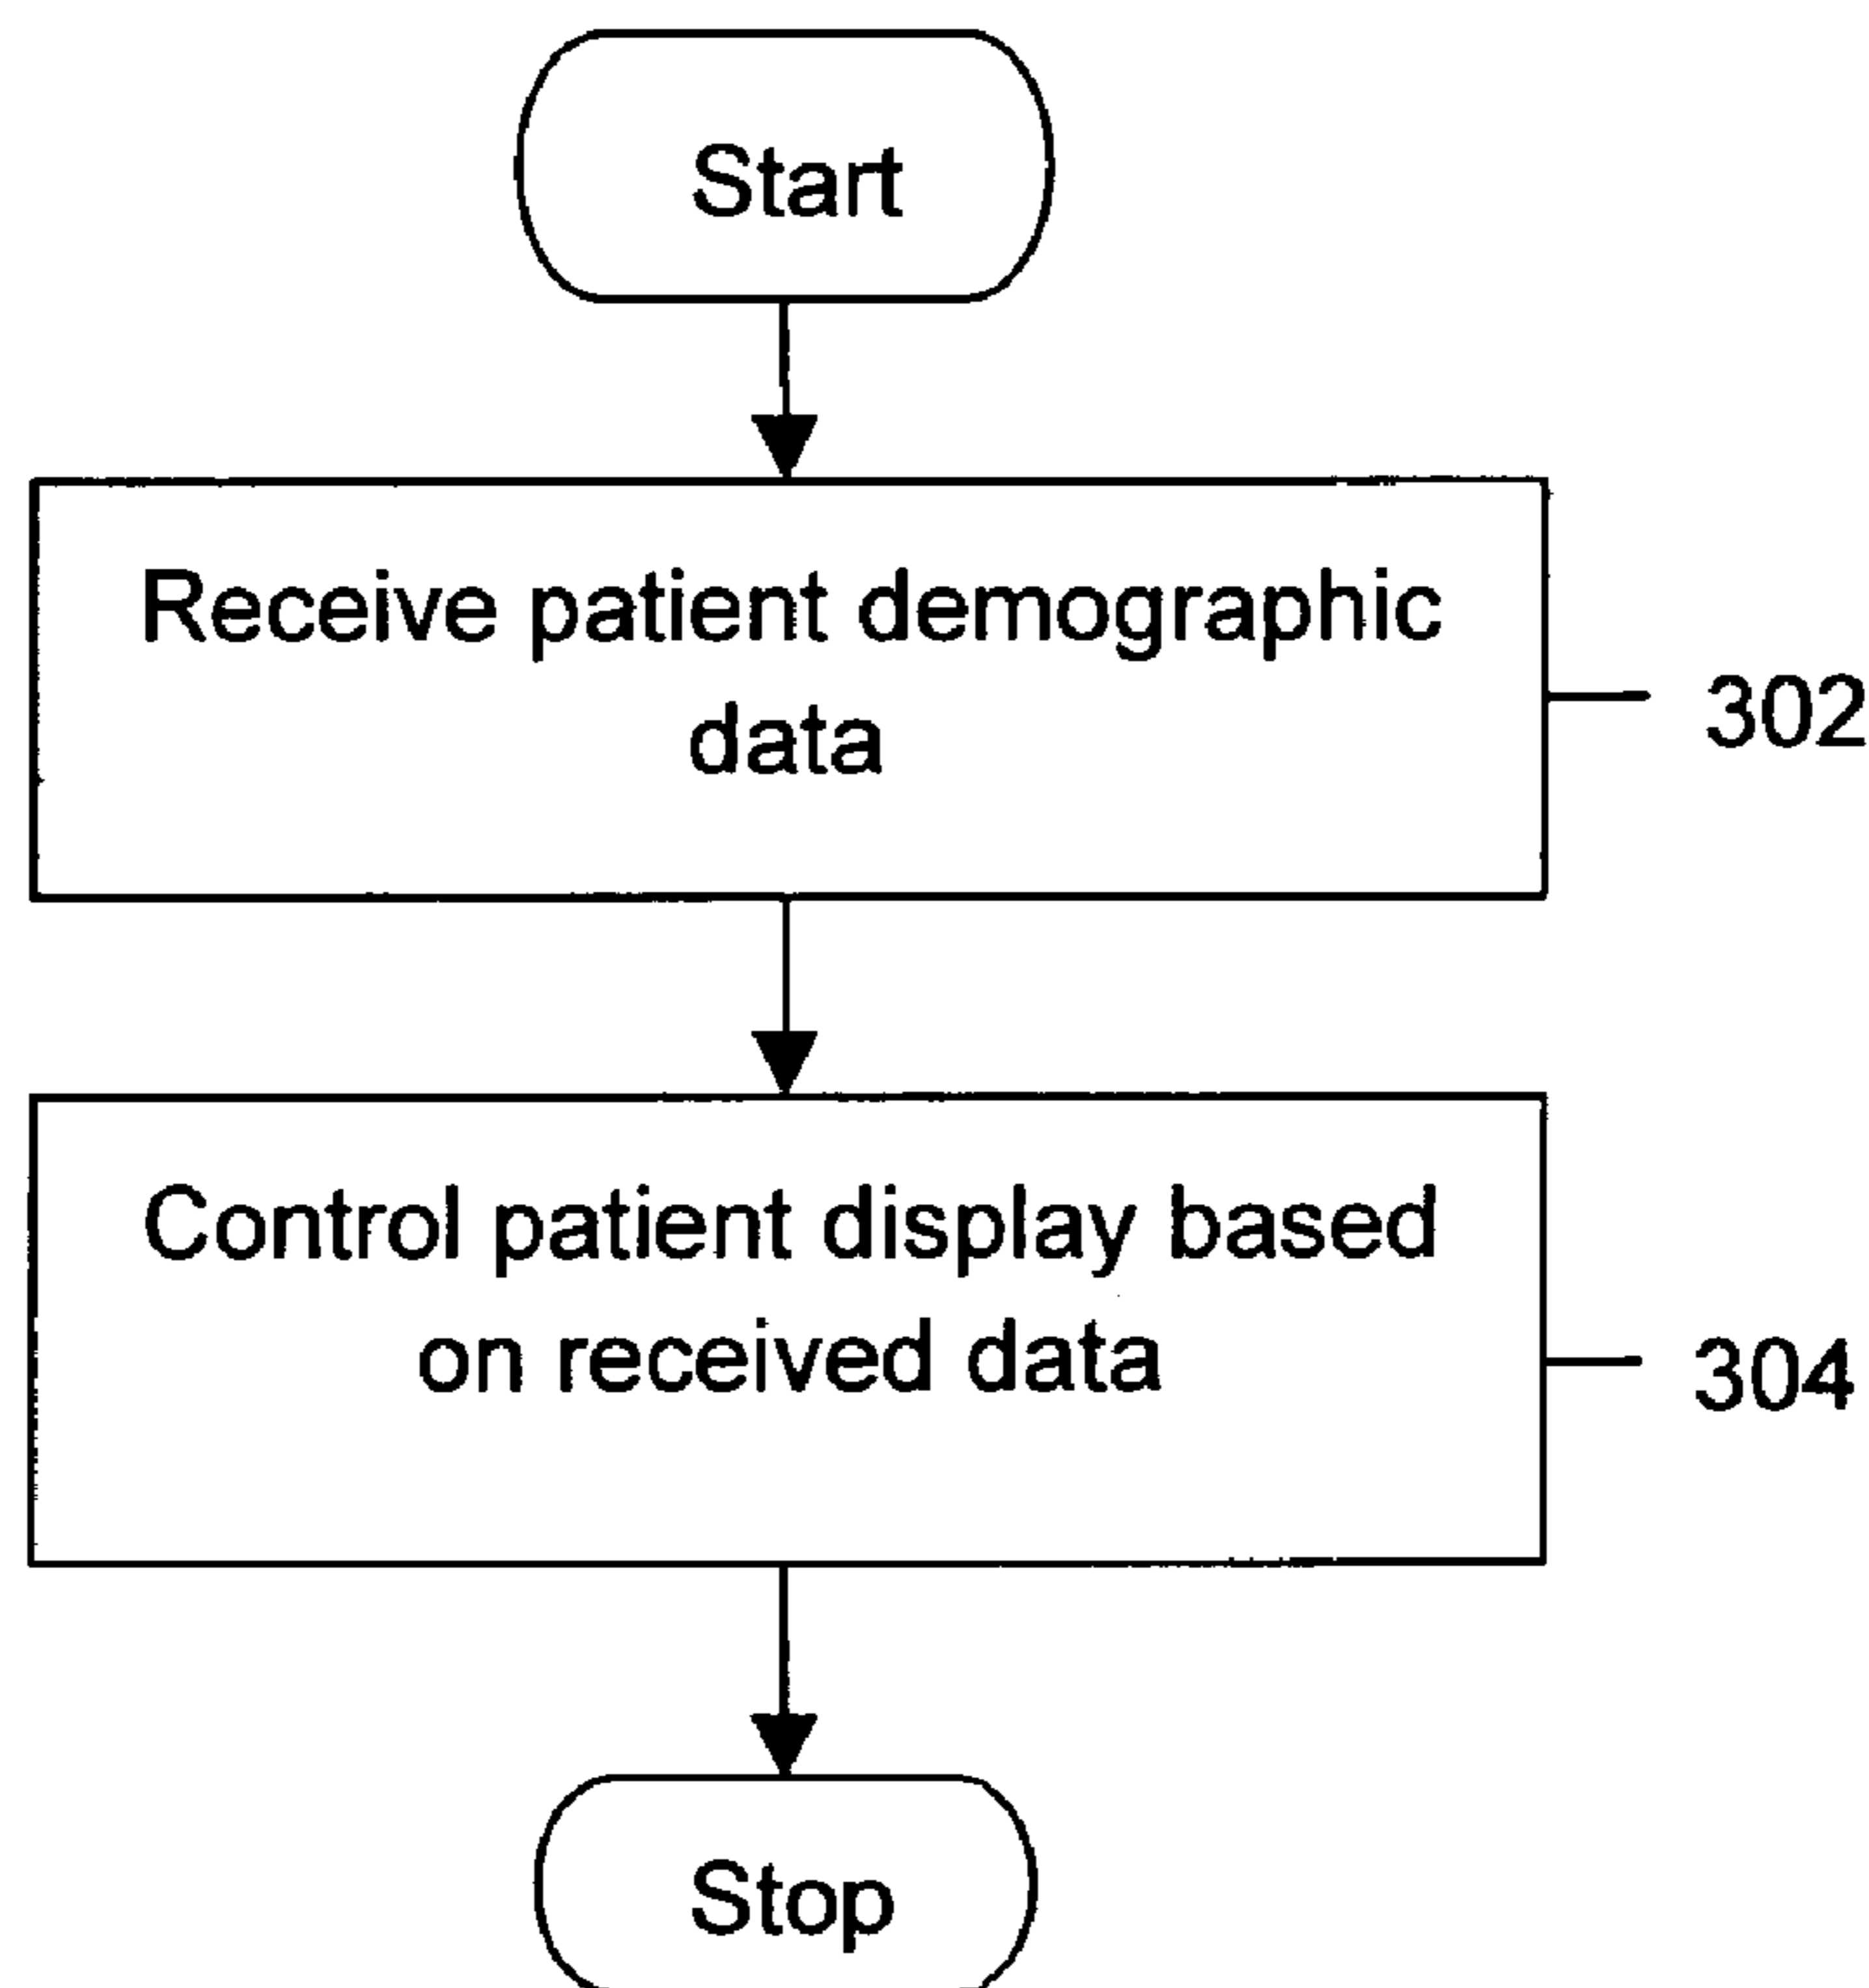 Start
Receive patient demographic
data
302
Control patient display based
on received data
304
Stop